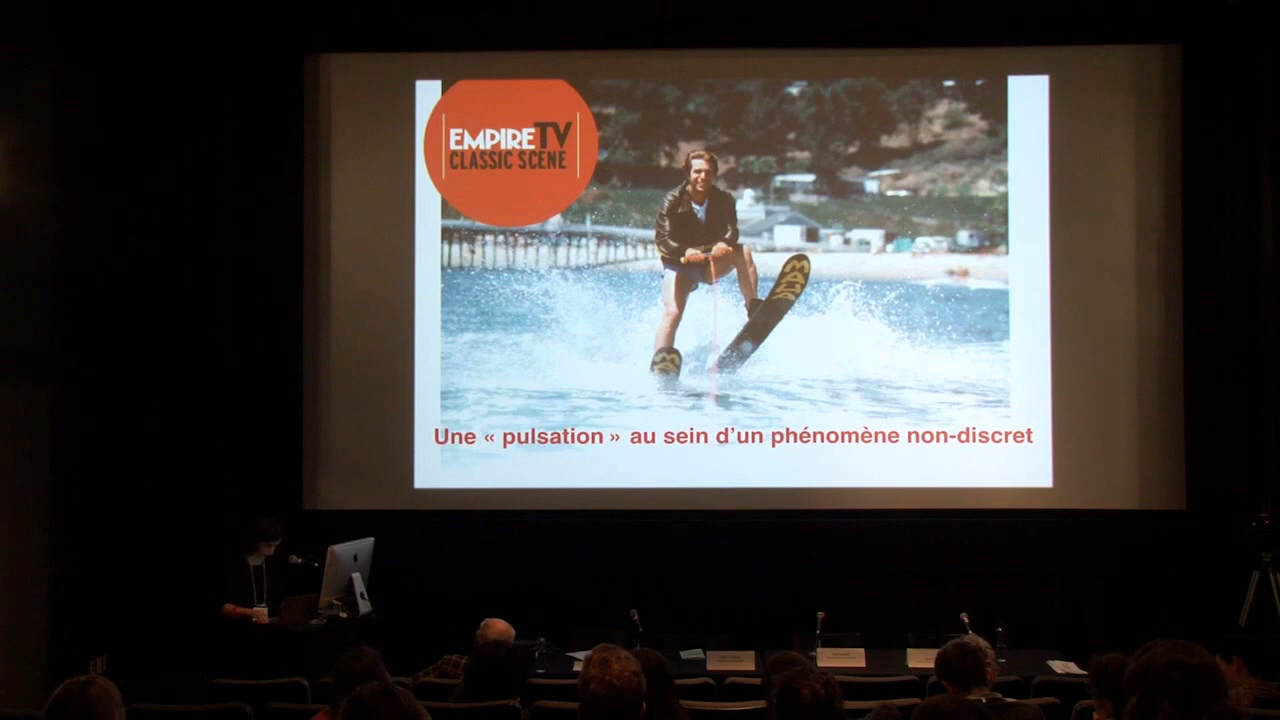 EMPIRE TV
CLASSIC SCENE
Une « pulsation » au sein d'un phénomène non-discret